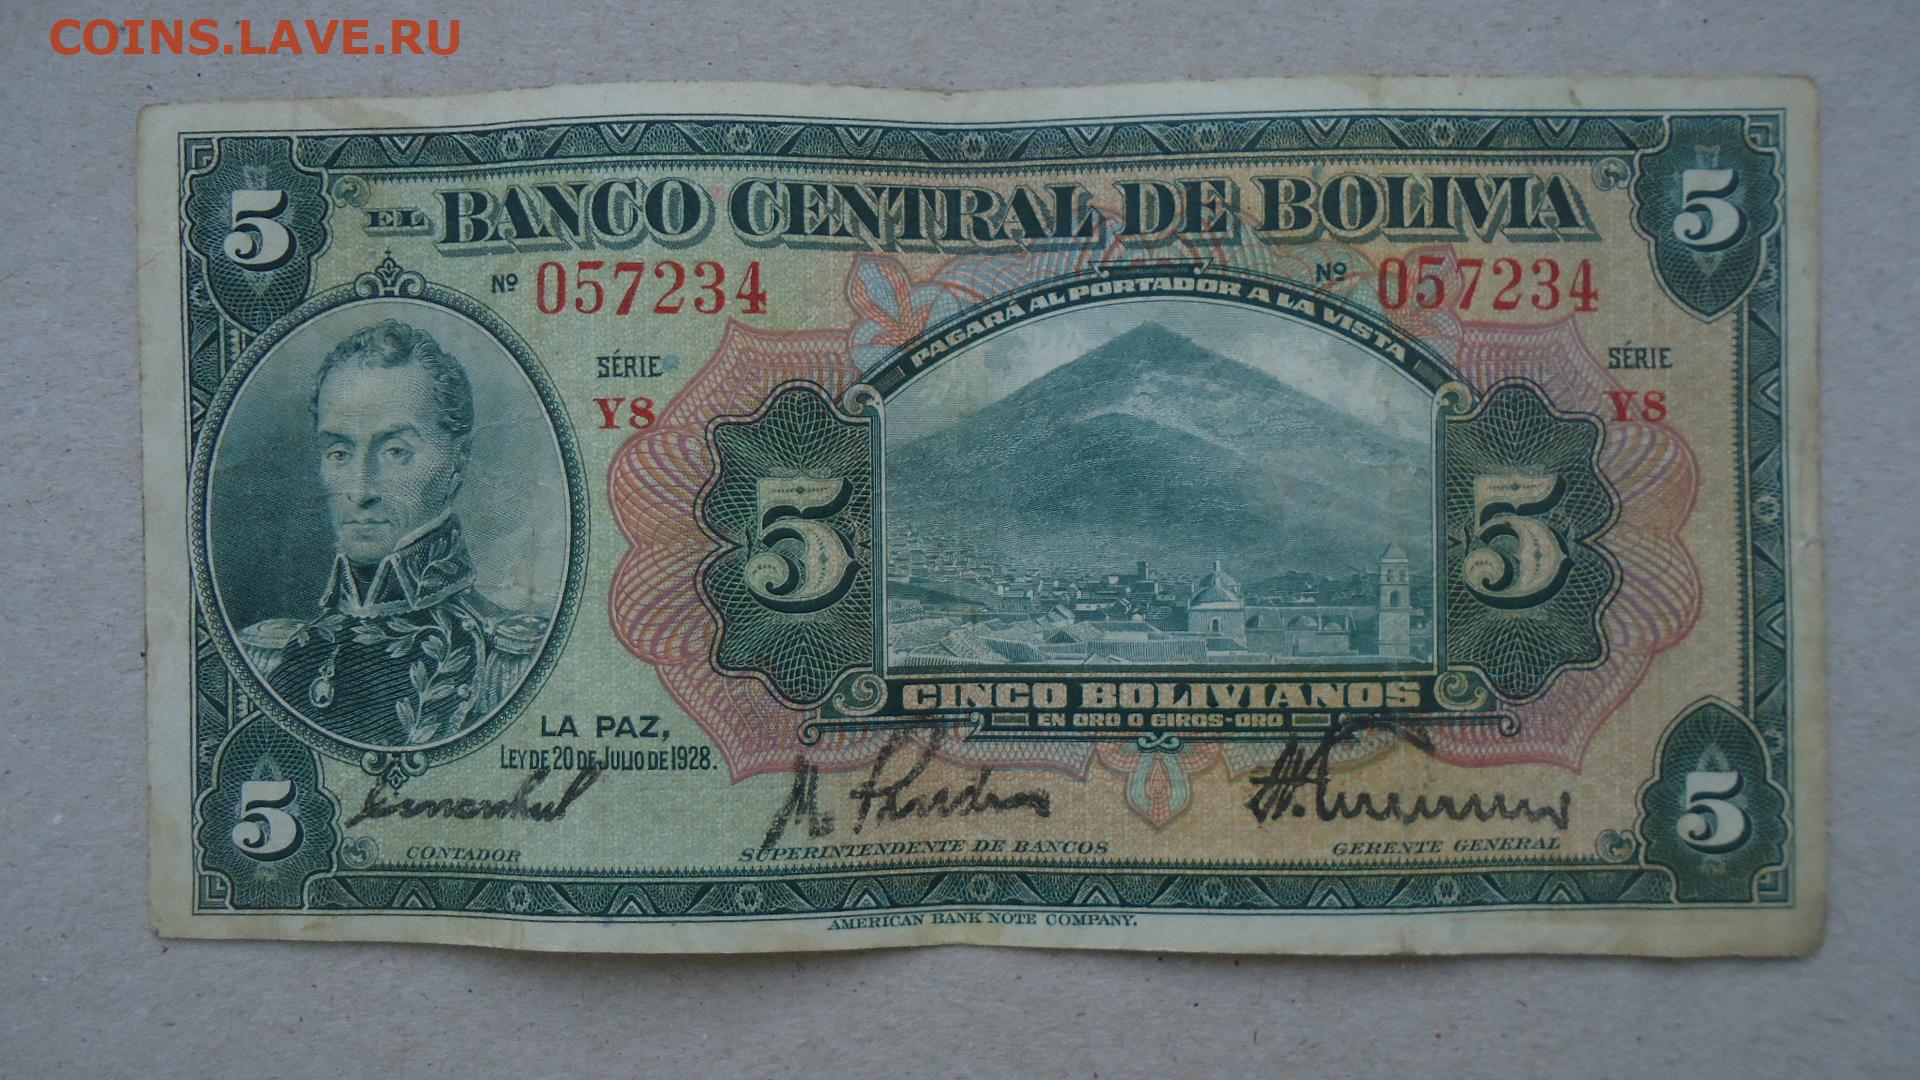 COINS.LAVE.RU
5 5
EL BANCO CENTRAL DE BOLIVIA
Nº 057234 Nº 057234
PAGARÁ AL PORTADOR A LA VISTA
SÉRIE SÉRIE
Y8 Y8
5 5
CINCO BOLIVIANOS
EN ORO O GIROS-ORO
LA PAZ,
LEY DE 20 DE JULIO DE 1928.
5 5
CONTADOR SUPERINTENDENTE DE BANCOS GERENTE GENERAL
AMERICAN BANK NOTE COMPANY.